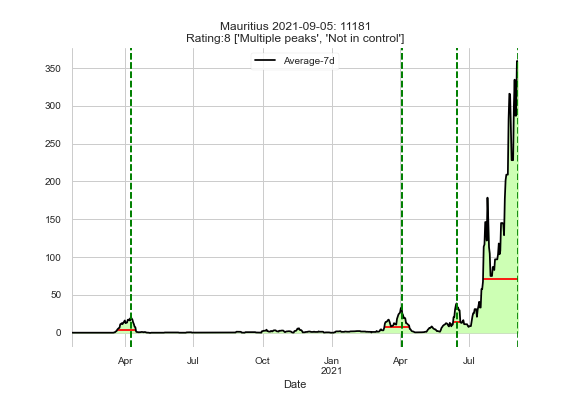 Mauritius 2021-09-05: 11181
Rating:8 ['Multiple peaks', 'Not in control']
Average-7d
350
300
250
200
150
100
50
0
Apr Jul Oct Jan Apr Jul
2021
Date